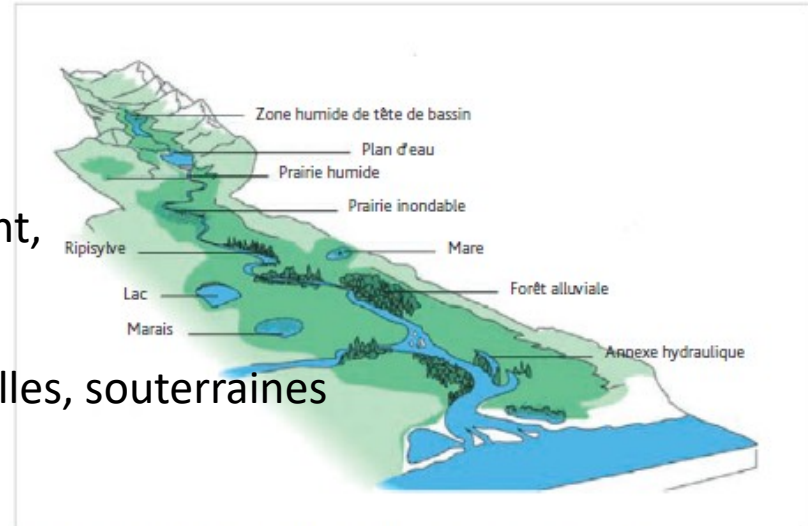 Zone humide de tête de bassin
Plan d'eau
Prairie humide
Prairie inondable
nt,
Ripisylve
Mare
Lac
Forêt alluviale
Marais
Annexe hydraulique
lles, souterraines